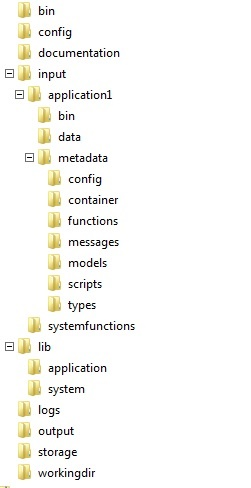 bin
config
documentation
input
application1
bin
data
metadata
config
container
functions
messages
models
scripts
types
systemfunctions
lib
application
system
logs
output
storage
workingdir